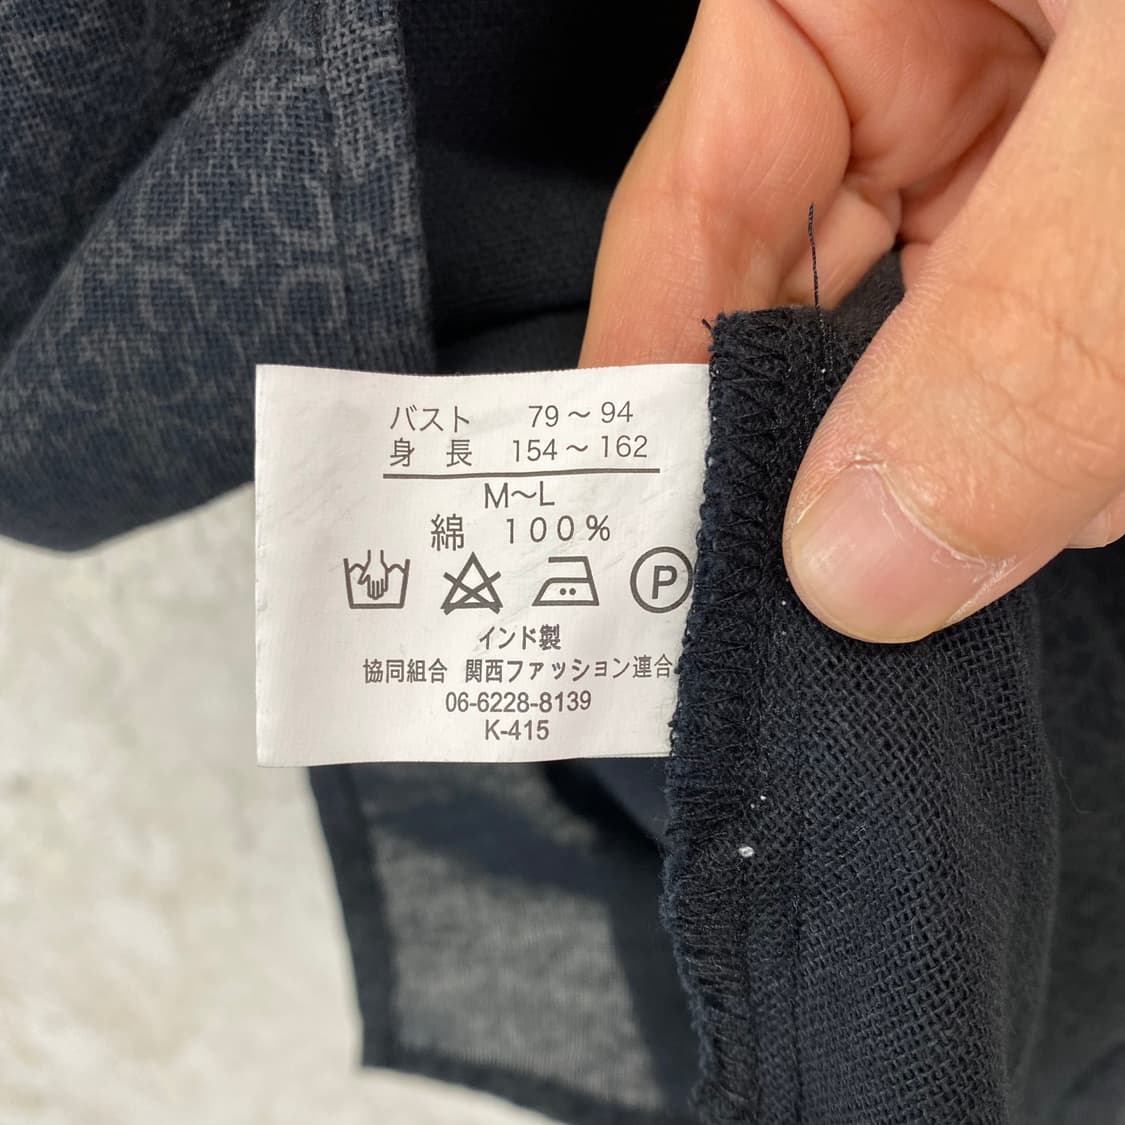 バスト 79～94
身長 154～162
M～L
綿 100%
P
インド製
協同組合 関西ファッション連合
06-6228-8139
K-415